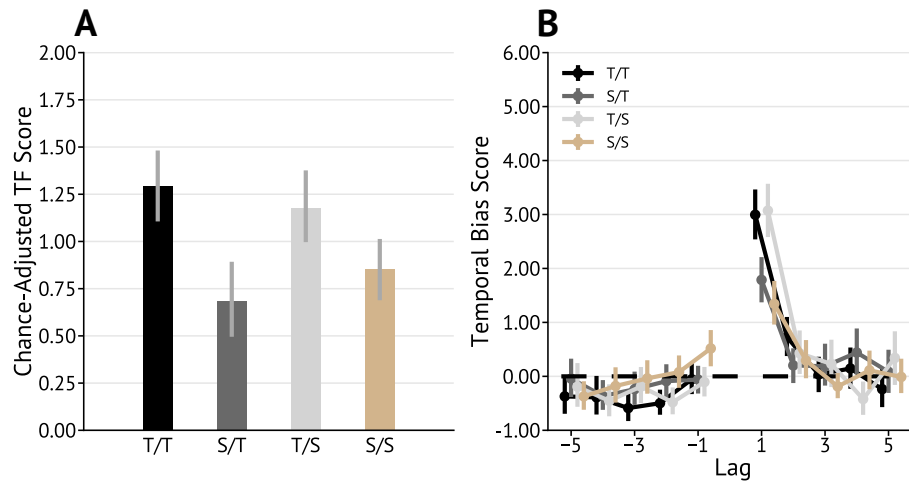 A
Chance-Adjusted TF Score
2.00
1.75
1.50
1.25
1.00
0.75
0.50
0.25
0.00
T/T S/T T/S S/S
B
Temporal Bias Score
6.00
5.00
4.00
3.00
2.00
1.00
0.00
-1.00
T/T
S/T
T/S
S/S
−5 −3 −1 1 3 5
Lag